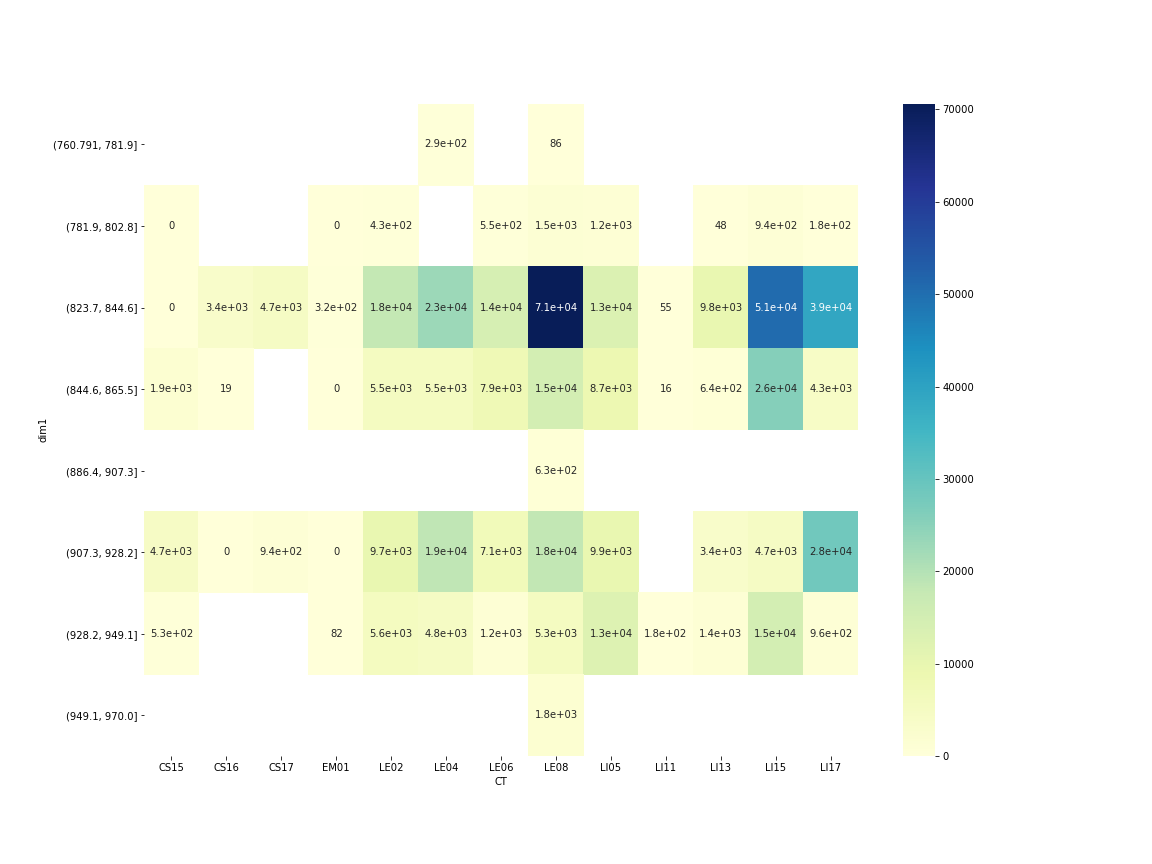 70000
2.9e+02 86
(760.791, 781.9]
60000
(781.9, 802.8] 0 0 4.3e+02 5.5e+02 1.5e+03 1.2e+03 48 9.4e+02 1.8e+02
50000
(823.7, 844.6] 0 3.4e+03 4.7e+03 3.2e+02 1.8e+04 2.3e+04 1.4e+04 7.1e+04 1.3e+04 55 9.8e+03 5.1e+04 3.9e+04
40000
(844.6, 865.5] 1.9e+03 19 0 5.5e+03 5.5e+03 7.9e+03 1.5e+04 8.7e+03 16 6.4e+02 2.6e+04 4.3e+03
dim1
30000
(886.4, 907.3] 6.3e+02
20000
(907.3, 928.2] 4.7e+03 0 9.4e+02 0 9.7e+03 1.9e+04 7.1e+03 1.8e+04 9.9e+03 3.4e+03 4.7e+03 2.8e+04
(928.2, 949.1] 5.3e+02 82 5.6e+03 4.8e+03 1.2e+03 5.3e+03 1.3e+04 1.8e+02 1.4e+03 1.5e+04 9.6e+02
10000
(949.1, 970.0] 1.8e+03
0
CS15 CS16 CS17 EM01 LE02 LE04 LE06 LE08 LI05 LI11 LI13 LI15 LI17
CT